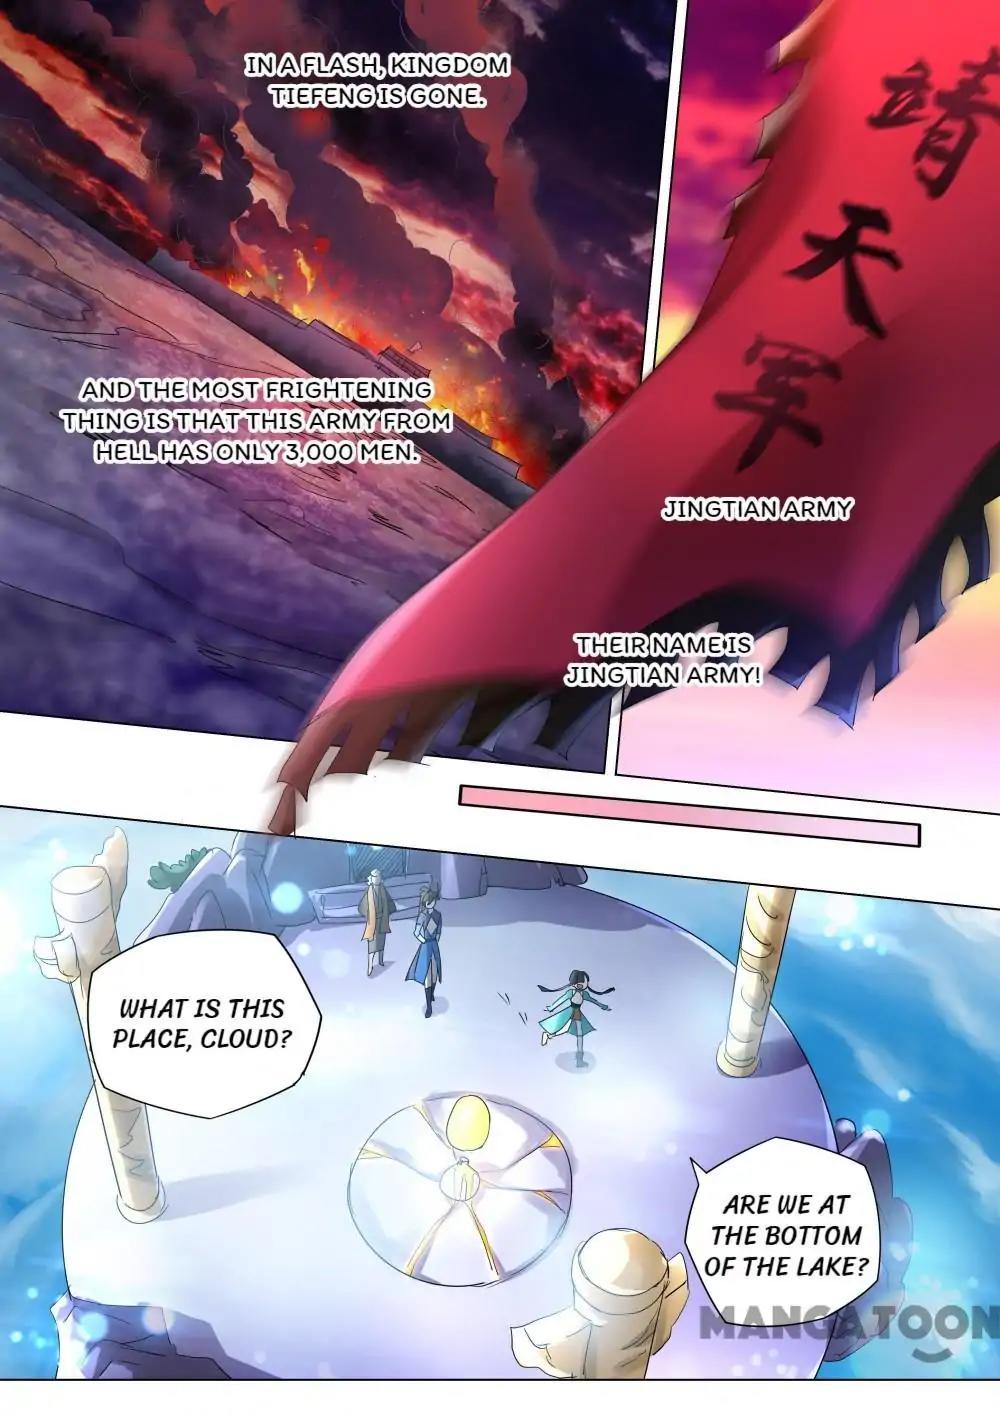 IN A FLASH, KINGDOM
TIEFENG IS GONE.
靖天军
AND THE MOST FRIGHTENING
THING IS THAT THIS ARMY FROM
HELL HAS ONLY 3,000 MEN.
JINGTIAN ARMY
THEIR NAME IS
JINGTIAN ARMY!
WHAT IS THIS
PLACE, CLOUD?
ARE WE AT
THE BOTTOM
OF THE LAKE?
MANGATOON